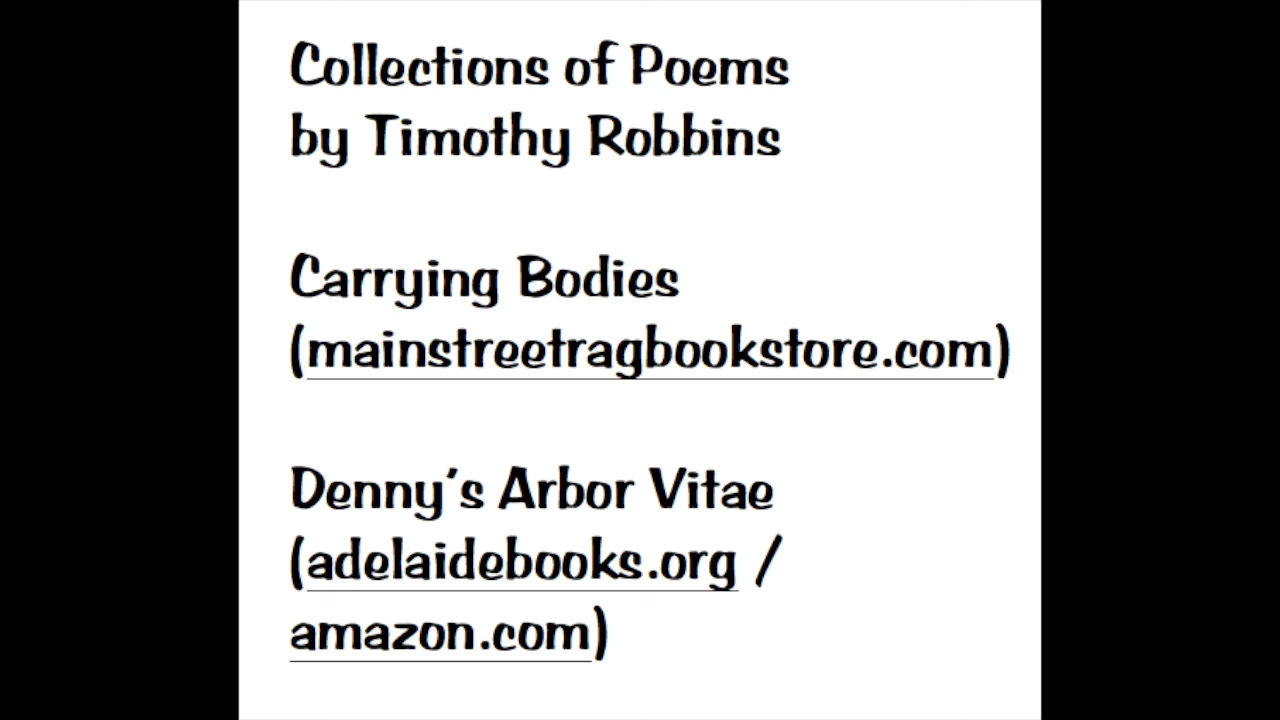 Collections of Poems
by Timothy Robbins
Carrying Bodies
(mainstreetragbookstore.com)
Denny's Arbor Vitae
(adelaidebooks.org /
amazon.com)